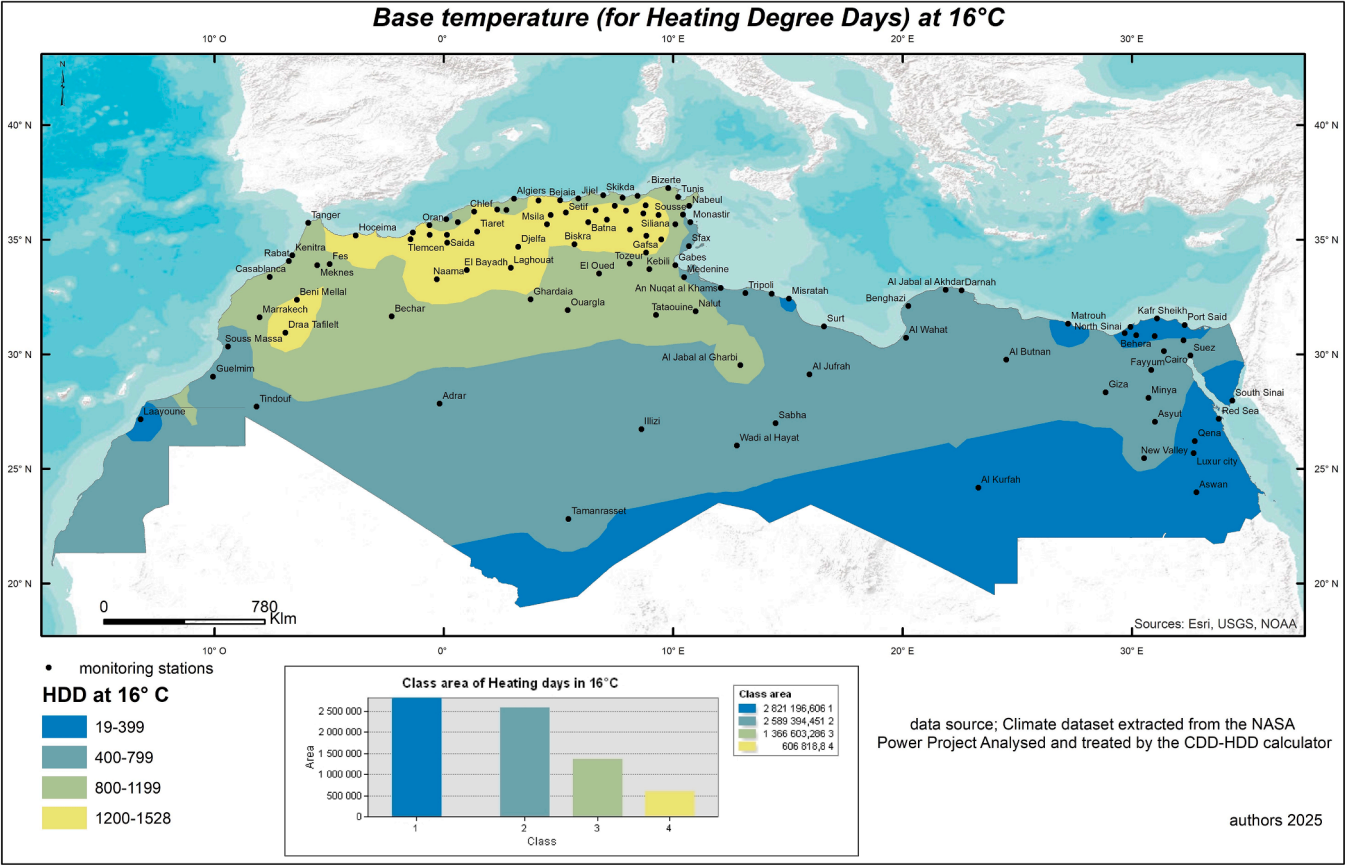 Base temperature (for Heating Degree Days) at 16°C
10° O
0°
10° E
20° E
30° E
N
40° N
40° N
35° N
35° N
30° N
30° N
25° N
25° N
20° N
20° N
Tanger
Hoceima
Kenitra
Rabat
Fes
Meknes
Casablanca
Beni Mellal
Marrakech
Draa Tafilelt
Souss Massa
Guelmim
Laayoune
Tindouf
Oran
Chlef
Algiers
Bejaia
Jijel
Skikda
Bizerte
Tunis
Nabeul
Tlemcen
Saida
Tiaret
Msila
Setif
Batna
Sousse
Monastir
Siliana
Djelfa
Biskra
Gafsa
Sfax
Naama
El Bayadh
Laghouat
El Oued
Tozeur
Kebili
Gabes
Medenine
Bechar
Ghardaia
Ouargla
Tataouine
Nalut
An Nuqat al Khams
Tripoli
Misratah
Surt
Benghazi
Al Jabal al Akhdar
Darnah
Al Wahat
Al Jabal al Gharbi
Al Jufrah
Al Butnan
Matrouh
North Sinai
Kafr Sheikh
Port Said
Behera
Fayyum
Cairo
Suez
Giza
Minya
South Sinai
Asyut
Red Sea
Qena
New Valley
Luxur city
Aswan
Adrar
Illizi
Sabha
Wadi al Hayat
Al Kurfah
Tamanrasset
0
780
Klm
Sources: Esri, USGS, NOAA
10° O
0°
10° E
20° E
30° E
monitoring stations
HDD at 16° C
19-399
400-799
800-1199
1200-1528
Class area of Heating days in 16°C
Area
2 500 000
2 000 000
1 500 000
1 000 000
500 000
0
1
2
3
4
Class
Class area
2 821 196,606 1
2 589 394,451 2
1 366 603,286 3
606 818,8 4
data source; Climate dataset extracted from the NASA
Power Project Analysed and treated by the CDD-HDD calculator
authors 2025